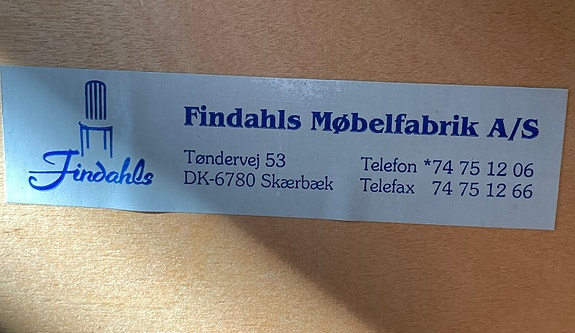 Findahls
Findahls Møbelfabrik A/S
Tøndervej 53
DK-6780 Skærbæk
Telefon *74 75 12 06
Telefax 74 75 12 66